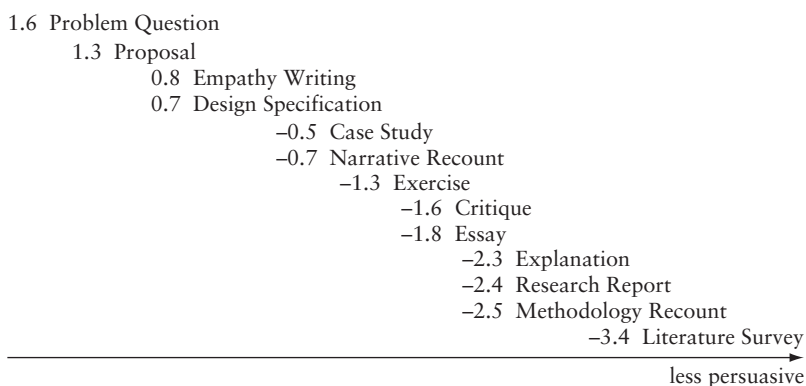 1.6 Problem Question
1.3 Proposal
0.8 Empathy Writing
0.7 Design Specification
–0.5 Case Study
–0.7 Narrative Recount
–1.3 Exercise
–1.6 Critique
–1.8 Essay
–2.3 Explanation
–2.4 Research Report
–2.5 Methodology Recount
–3.4 Literature Survey
less persuasive